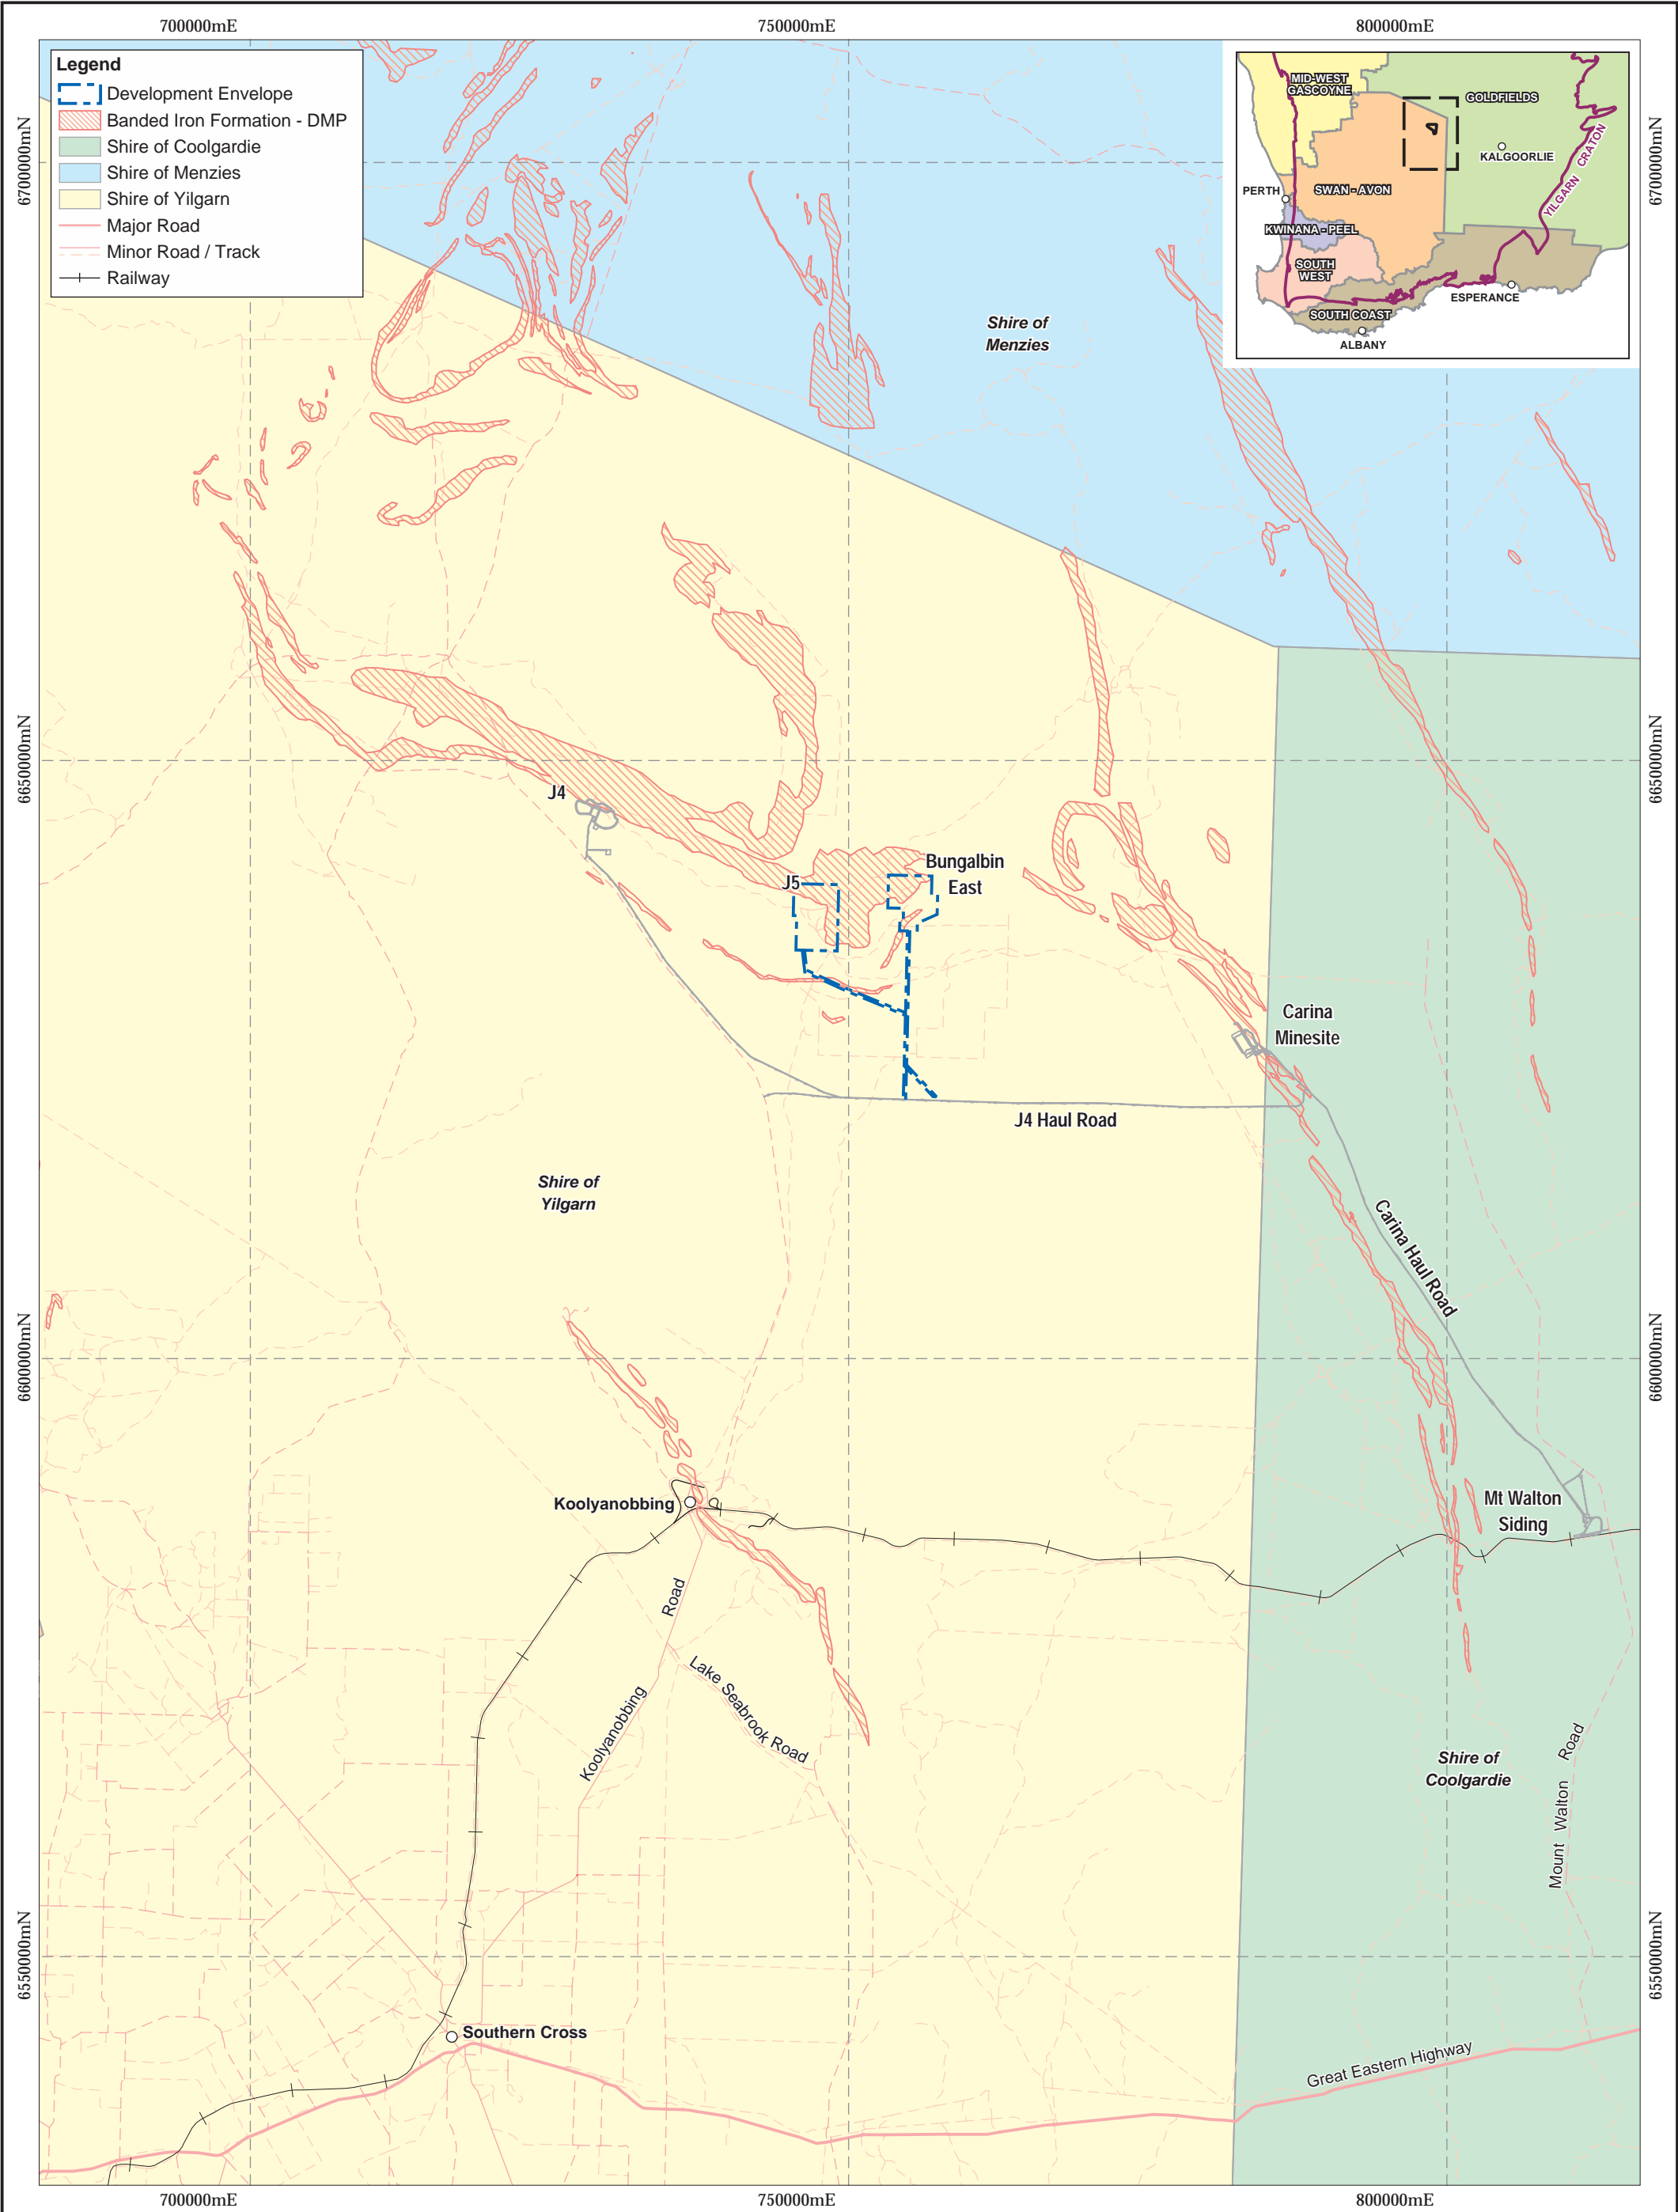 700000mE
750000mE
800000mE
6700000mN
6700000mN
Legend
Development Envelope
Banded Iron Formation - DMP
Shire of Coolgardie
Shire of Menzies
Shire of Yilgarn
Major Road
Minor Road / Track
Railway
MID-WEST
GASCOYNE
GOLDFIELDS
KALGOORLIE
YILGARN CRATON
SWAN - AVON
PERTH
KWINANA - PEEL
SOUTH
WEST
ESPERANCE
SOUTH COAST
ALBANY
Shire of
Menzies
6650000mN
6650000mN
J4
J5
Bungalbin
East
Carina
Minesite
J4 Haul Road
Shire of
Yilgarn
Carina Haul Road
6600000mN
6600000mN
Koolyanobbing
Mt Walton
Siding
Koolyanobbing Road
Lake Seabrook Road
Shire of
Coolgardie
Mount Walton Road
6550000mN
6550000mN
Southern Cross
Great Eastern Highway
700000mE
750000mE
800000mE